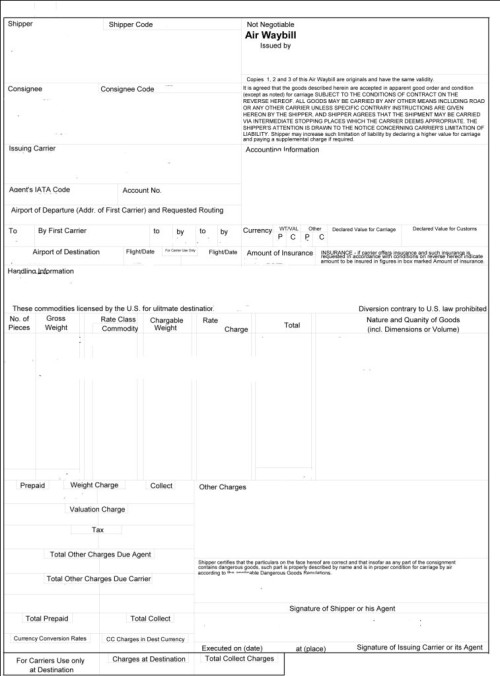 Shipper Shipper Code Not Negotiable
Air Waybill
Issued by
Copies 1, 2 and 3 of this Air Waybill are originals and have the same validity.
Consignee Consignee Code It is agreed that the goods described herein are accepted in apparent good order and condition
(except as noted) for carriage SUBJECT TO THE CONDITIONS OF CONTRACT ON THE
REVERSE HEREOF. ALL GOODS MAY BE CARRIED BY ANY OTHER MEANS INCLUDING ROAD
OR ANY OTHER CARRIER UNLESS SPECIFIC CONTRARY INSTRUCTIONS ARE GIVEN
HEREON BY THE SHIPPER, AND SHIPPER AGREES THAT THE SHIPMENT MAY BE CARRIED
VIA INTERMEDIATE STOPPING PLACES WHICH THE CARRIER DEEMS APPROPRIATE. THE
SHIPPER'S ATTENTION IS DRAWN TO THE NOTICE CONCERNING CARRIER'S LIMITATION OF
LIABILITY. Shipper may increase such limitation of liability by declaring a higher value for carriage
and paying a supplemental charge if required.
Issuing Carrier Accounting Information
Agent's IATA Code Account No.
Airport of Departure (Addr. of First Carrier) and Requested Routing
To By First Carrier to by to by Currency WT/VAL Other Declared Value for Carriage Declared Value for Customs
P C P C
Airport of Destination Flight/Date For Carrier Use Only Flight/Date Amount of Insurance INSURANCE - if carrier offers insurance and such insurance is
requested in accordance with conditions on reverse hereof indicate
amount to be insured in figures in box marked Amount of insurance
Handling Information
These commodities licensed by the U.S. for ulitmate destinatior. Diversion contrary to U.S. law prohibited
No. of Gross Rate Class Chargable Rate Total Nature and Quanity of Goods
Pieces Weight Commodity Weight Charge (incl. Dimensions or Volume)
Prepaid Weight Charge Collect Other Charges
Valuation Charge
Tax
Total Other Charges Due Agent
Shipper certifies that the particulars on the face hereof are correct and that insofar as any part of the consignment
contains dangerous goods, such part is properly described by name and is in proper condition for carriage by air
according to Dangerous Goods Regulations.
Total Other Charges Due Carrier
Signature of Shipper or his Agent
Total Prepaid Total Collect
Currency Conversion Rates CC Charges in Dest Currency
Executed on (date) at (place) Signature of Issuing Carrier or its Agent
For Carriers Use only Charges at Destination Total Collect Charges
at Destination